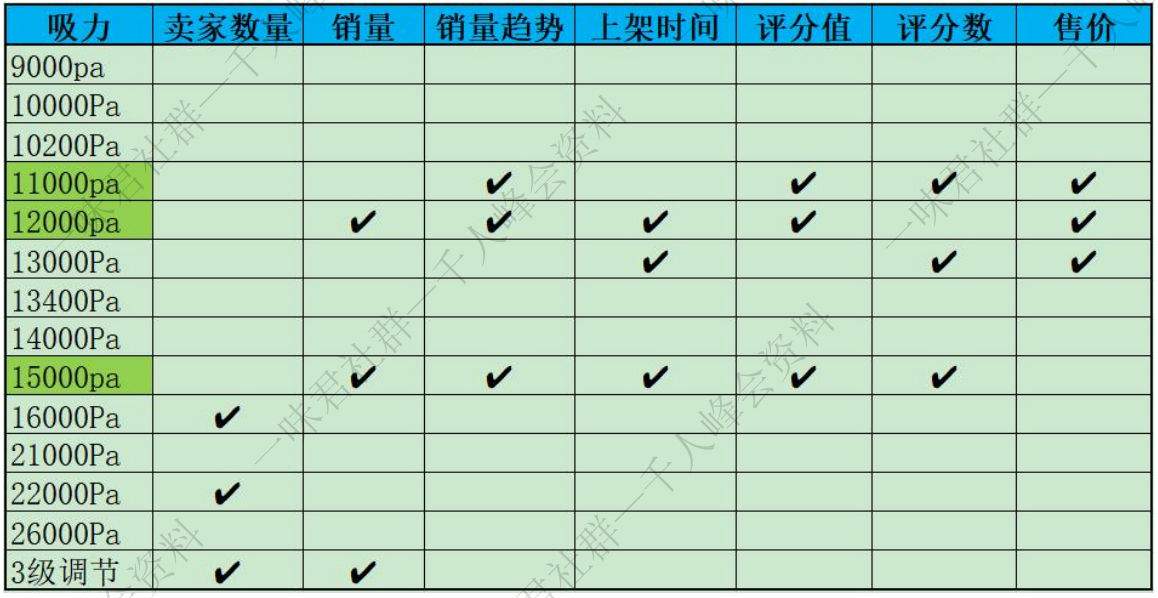 吸力 卖家数量 销量 销量趋势 上架时间 评分值 评分数 售价
9000pa
10000Pa
10200Pa
11000pa ✔ ✔ ✔ ✔
12000pa ✔ ✔ ✔ ✔ ✔
13000Pa ✔ ✔ ✔
13400Pa
14000Pa
15000pa ✔ ✔ ✔ ✔ ✔
16000Pa ✔
21000Pa
22000Pa ✔
26000Pa
3级调节 ✔ ✔
一味君社群—千人峰会资料